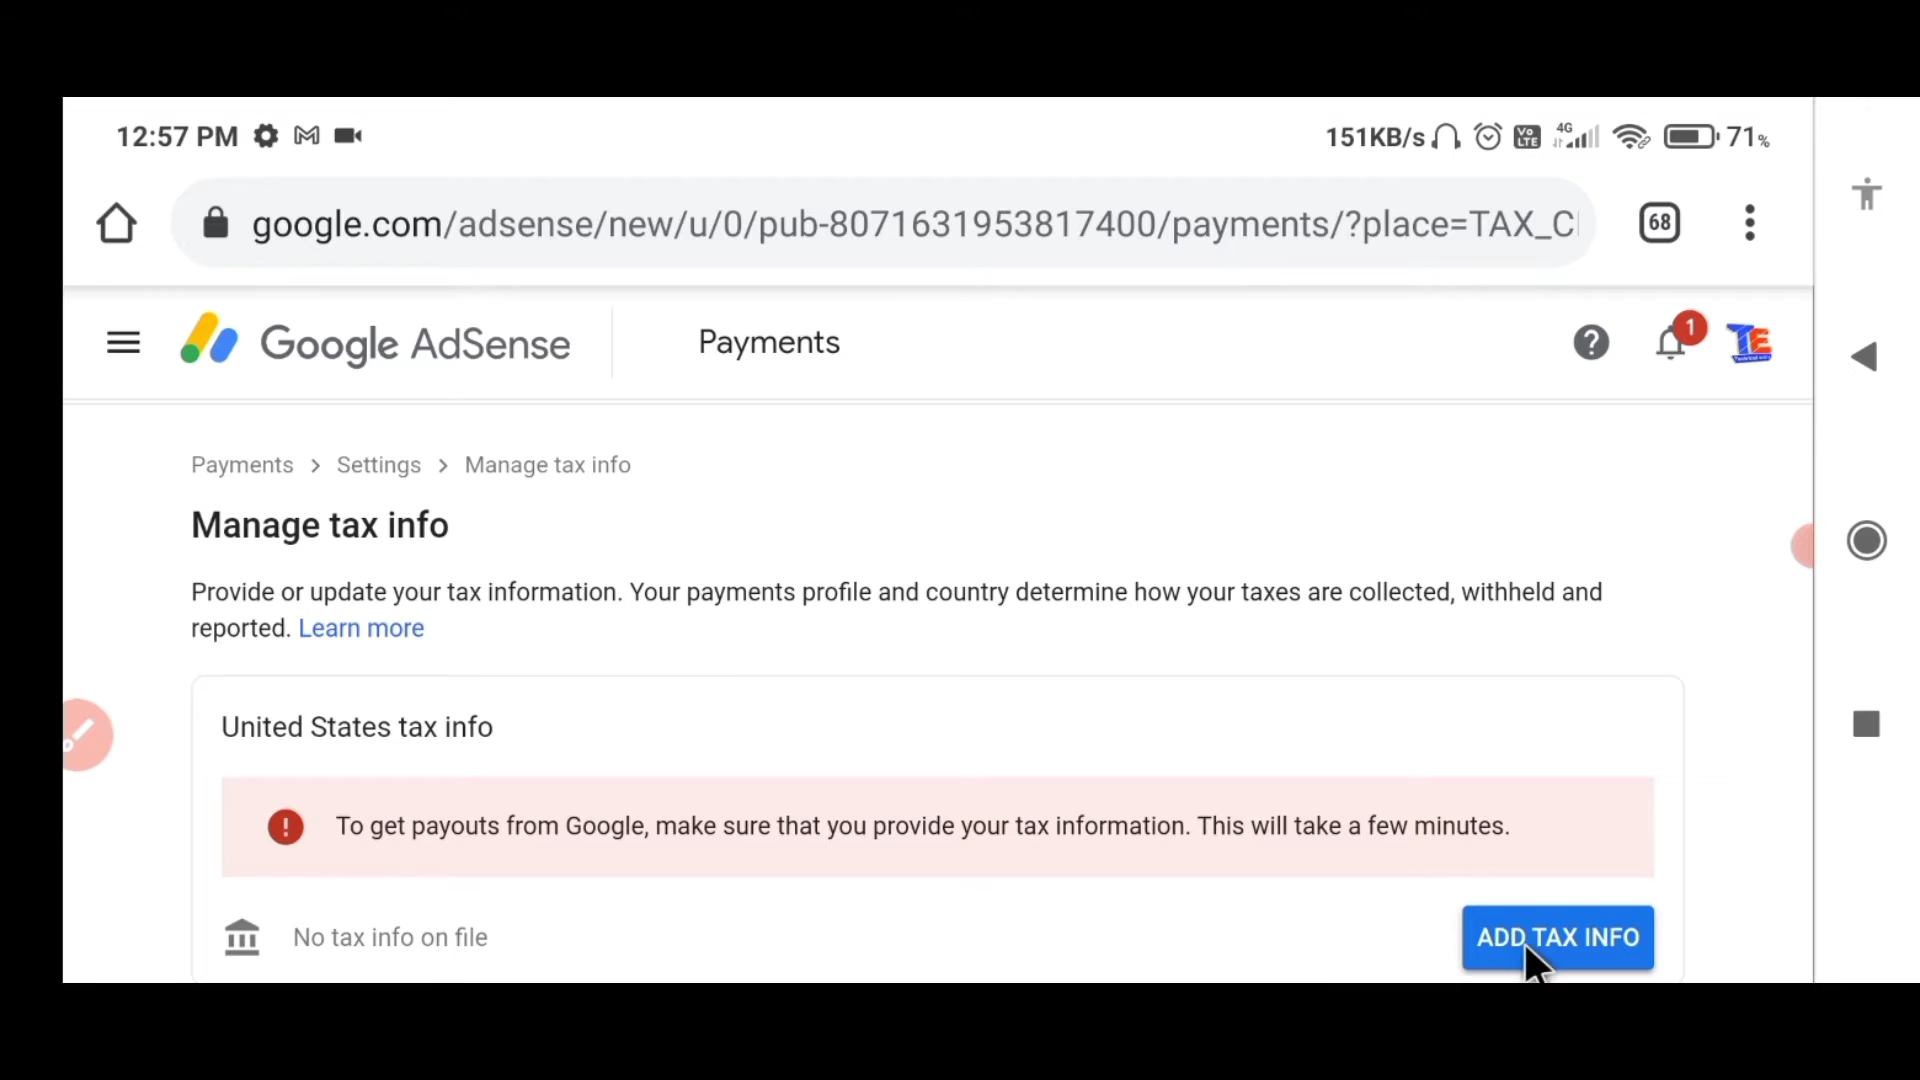 12:57 PM
151KB/s Vo LTE 4G 71%
google.com/adsense/new/u/0/pub-8071631953817400/payments/?place=TAX_C
68
Google AdSense
Payments
?
1
TE
Payments > Settings > Manage tax info
Manage tax info
Provide or update your tax information. Your payments profile and country determine how your taxes are collected, withheld and
reported. Learn more
United States tax info
! To get payouts from Google, make sure that you provide your tax information. This will take a few minutes.
No tax info on file
ADD TAX INFO